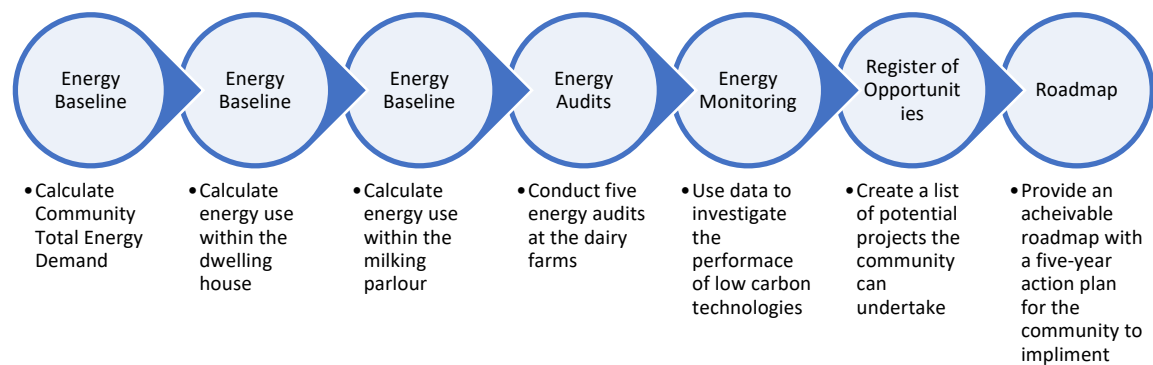 Energy
Baseline
Energy
Baseline
Energy
Baseline
Energy
Audits
Energy
Monitoring
Register of
Opportunit
ies
Roadmap
•Calculate
Community
Total Energy
Demand
•Calculate
energy use
within the
dwelling
house
•Calculate
energy use
within the
milking
parlour
•Conduct five
energy audits
at the dairy
farms
•Use data to
investigate
the
performace
of low carbon
technologies
•Create a list
of potential
projects the
community
can
undertake
•Provide an
acheivable
roadmap with
a five-year
action plan
for the
community to
impliment